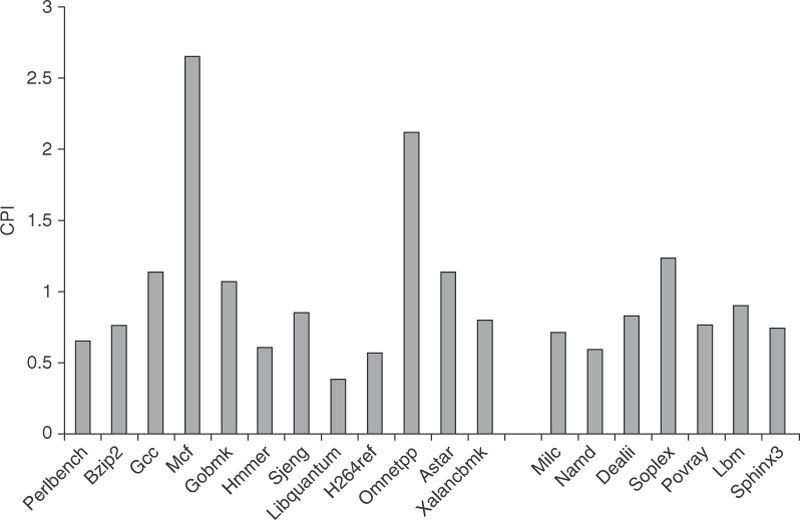 3
2.5
2
1.5
1
0.5
0
CPI
Perlbench
Bzip2
Gcc
Mcf
Gobmk
Hmmer
Sjeng
Libquantum
H264ref
Omnetpp
Astar
Xalancbmk
Milc
Namd
Dealii
Soplex
Povray
Lbm
Sphinx3